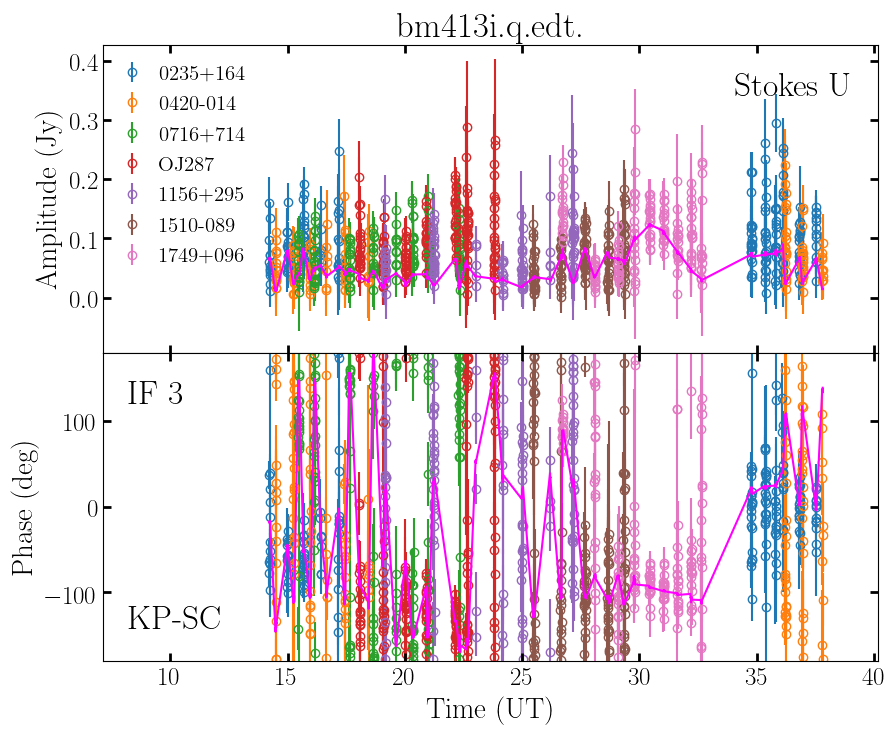 bm413i.q.edt.
Stokes U
0235+164
0420-014
0716+714
OJ287
1156+295
1510-089
1749+096
Amplitude (Jy)
0.4
0.3
0.2
0.1
0.0
IF 3
KP-SC
Phase (deg)
100
0
−100
10 15 20 25 30 35 40
Time (UT)